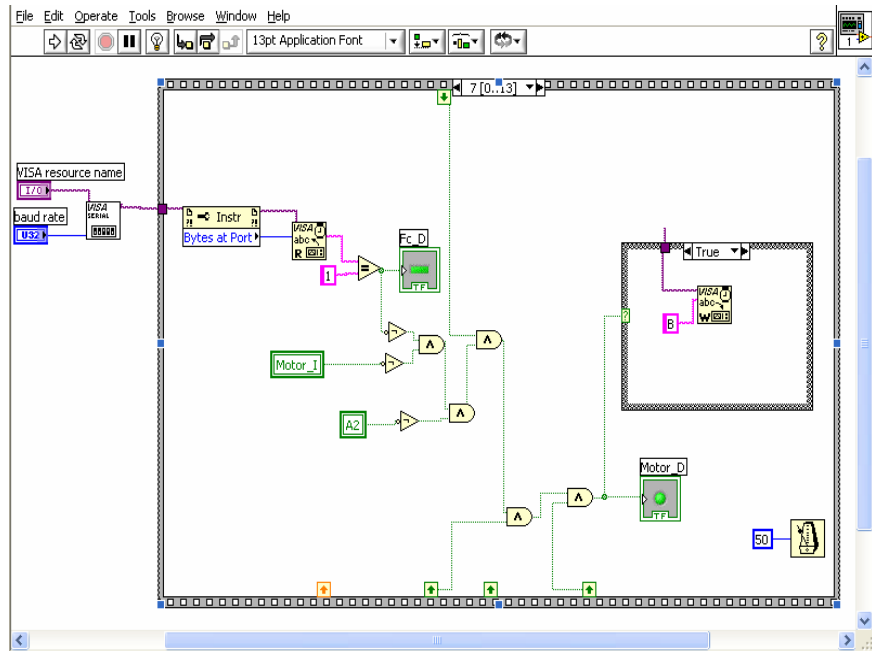 File Edit Operate Tools Browse Window Help
13pt Application Font
?
1
7 [0..13]
VISA resource name
I/O
baud rate
U32
VISA
SERIAL
Instr
Bytes at Port
VISA
abc
R
1
=
Fc_D
TF
True
?
VISA
abc
W
B
Motor_I
A2
Motor_D
TF
50